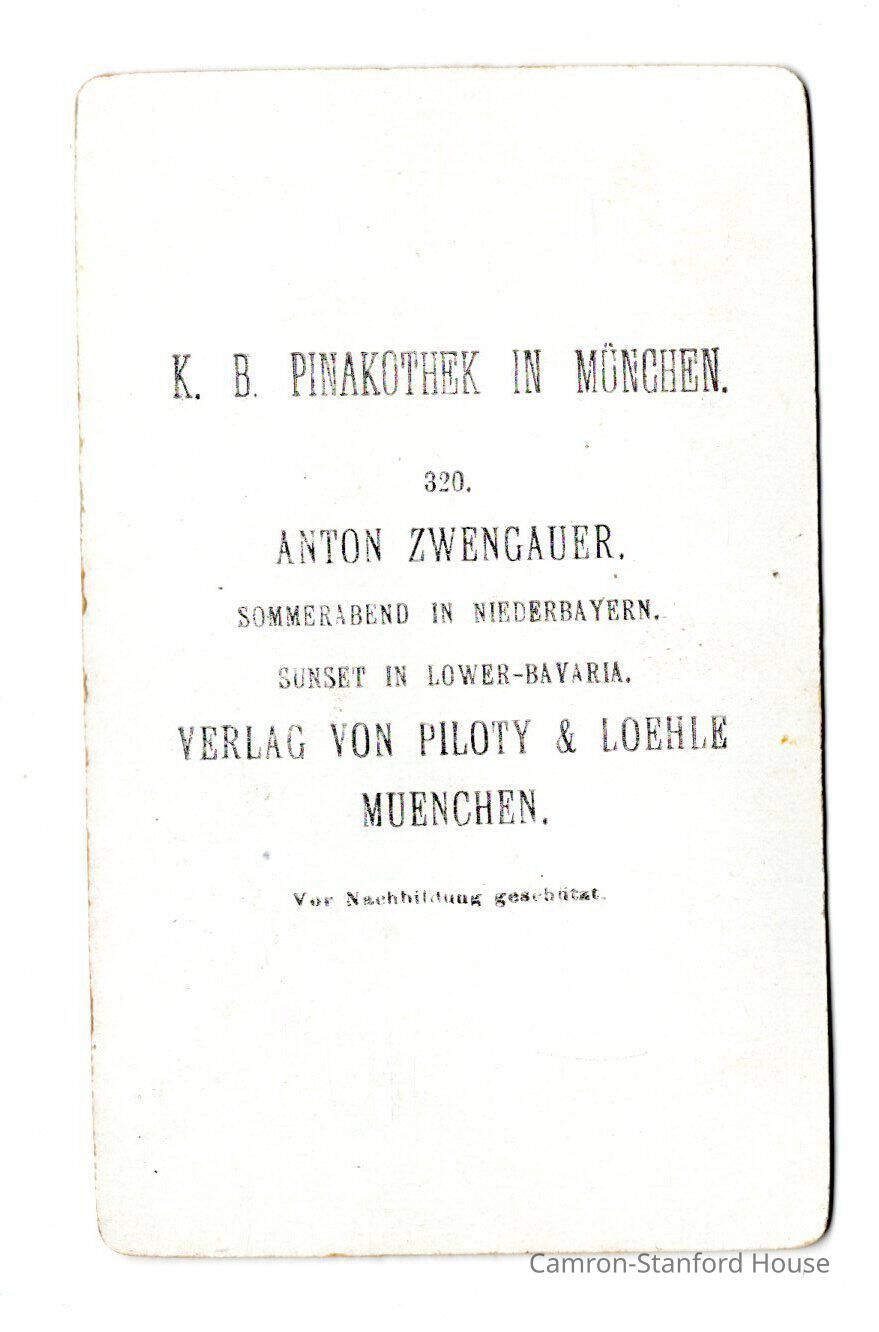 K. B. PINAKOTHEK IN MÜNCHEN.
320.
ANTON ZWENGAUER.
SOMMERABEND IN NIEDERBAYERN.
SUNSET IN LOWER-BAVARIA.
VERLAG VON PILOTY & LOEHLE
MUENCHEN.
Vor Nachbildung geschützt.
Camron-Stanford House